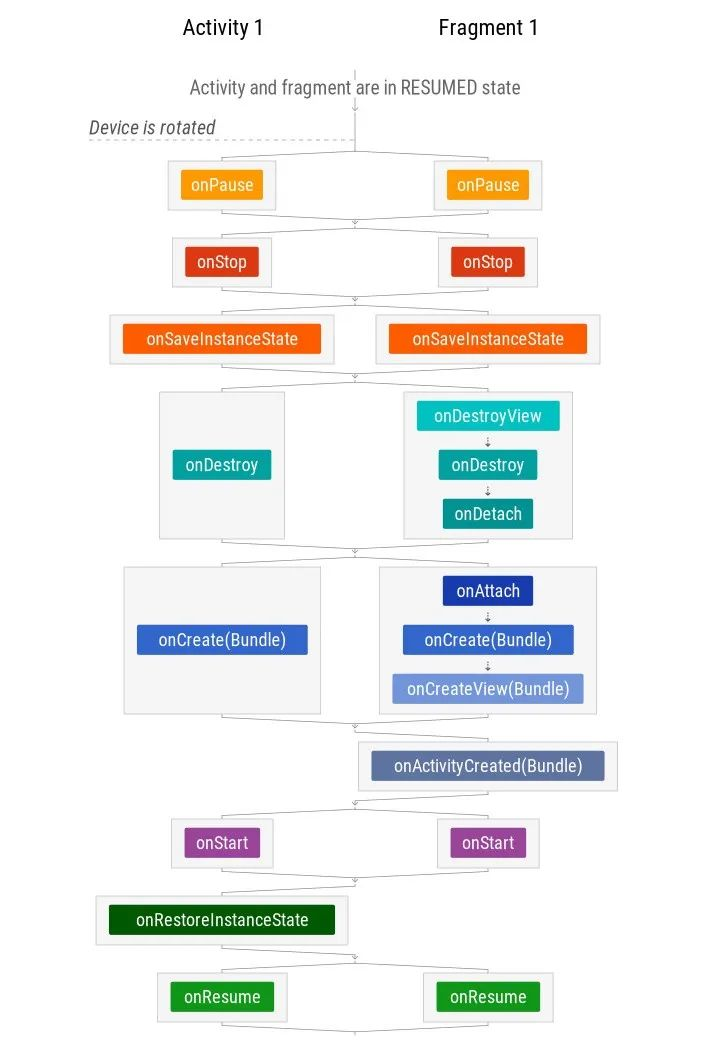 Activity 1 Fragment 1
Activity and fragment are in RESUMED state
Device is rotated
onPause onPause
onStop onStop
onSaveInstanceState onSaveInstanceState
onDestroyView
onDestroy onDestroy
onDetach
onAttach
onCreate(Bundle) onCreate(Bundle)
onCreateView(Bundle)
onActivityCreated(Bundle)
onStart onStart
onRestoreInstanceState
onResume onResume